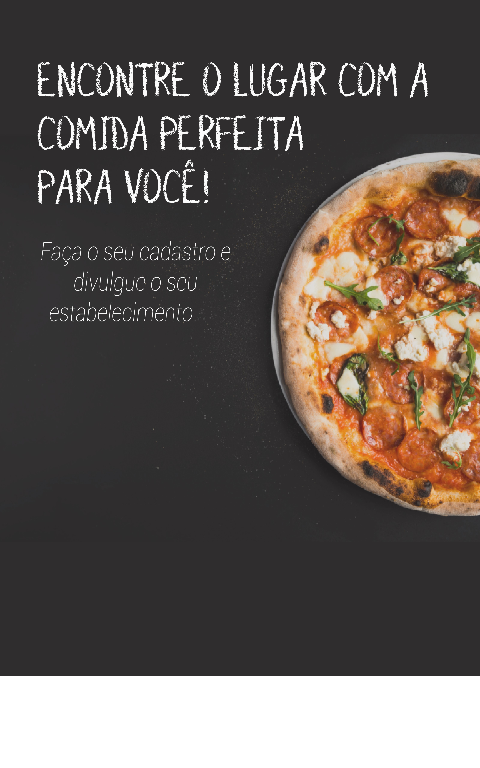 ENCONTRE O LUGAR COM A
COMIDA PERFEITA
PARA VOCÊ!
Faça o seu cadastro e
divulgue o seu
estabelecimento